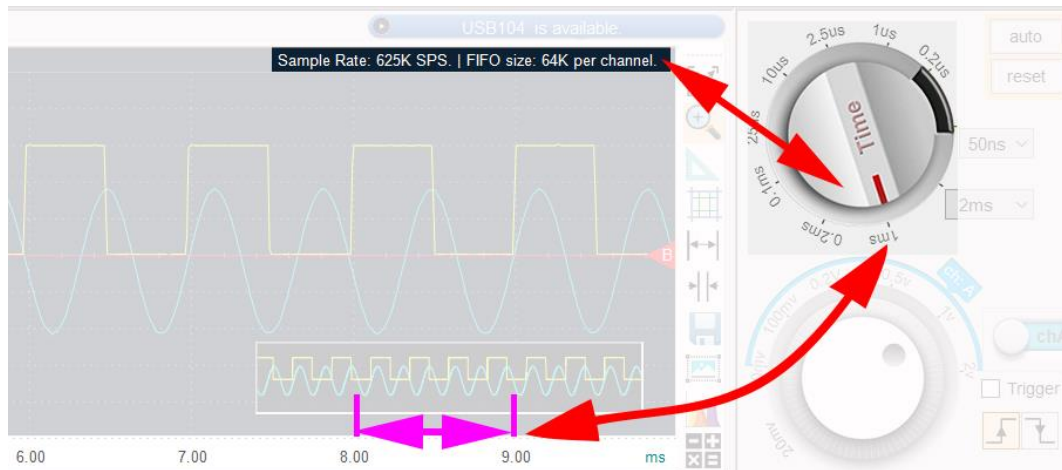 USB104 is available.
Sample Rate: 625K SPS. | FIFO size: 64K per channel.
auto
reset
2.5us
1us
0.2us
10us
Time
50ns
0.1ms
0.2ms
1ms
2ms
B
6.00
7.00
8.00
9.00
ms
ch: A
0.2V
0.5v
1v
2v
100mv
20mv
Trigger